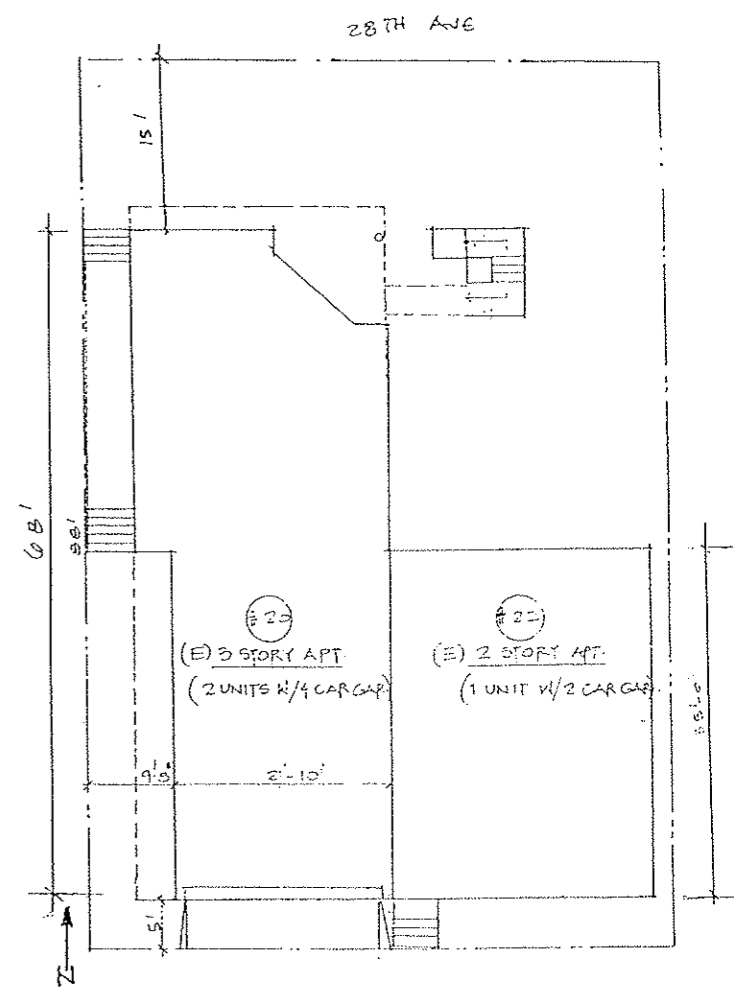 28TH AVE
15'
68'
(E) 3 STORY APT.
(2 UNITS W/4 CAR GAR.)
(E) 2 STORY APT.
(1 UNIT W/2 CAR GAR.)
5'
N